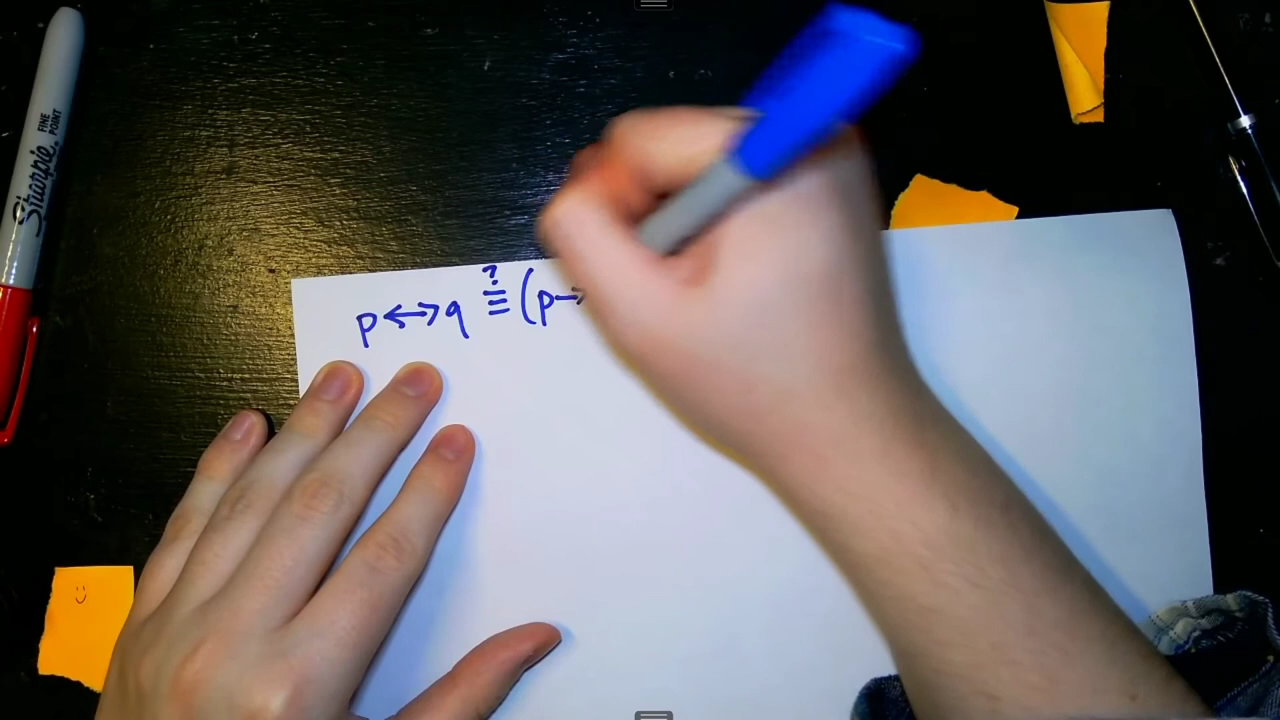 Sharpie.
FINE
POINT
p ↔ q ≟ (p →